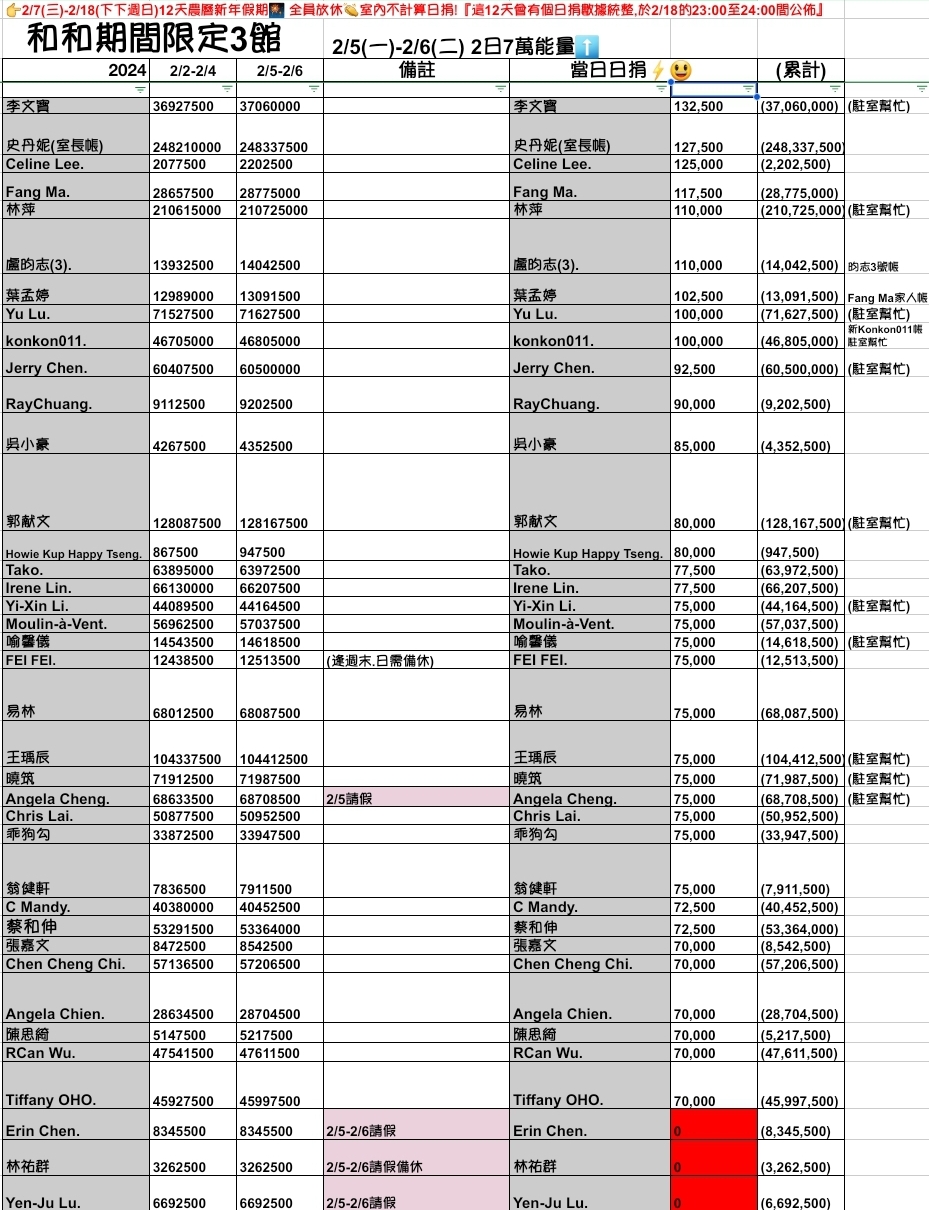 👉2/7(三)-2/18(下下週日)12天農曆新年假期🎆 全員放休👏室內不計算日捐!『這12天曾有個日捐數據統整,於2/18的23:00至24:00間公佈』
和和期間限定3館 2/5(一)-2/6(二) 2日7萬能量⬆️
2024 2/2-2/4 2/5-2/6 備註 當日日捐⚡😃 (累計)
李文寶 36927500 37060000 李文寶 132,500 (37,060,000) (駐室幫忙)
史丹妮(室長帳) 248210000 248337500 史丹妮(室長帳) 127,500 (248,337,500)
Celine Lee. 2077500 2202500 Celine Lee. 125,000 (2,202,500)
Fang Ma. 28657500 28775000 Fang Ma. 117,500 (28,775,000)
林萍 210615000 210725000 林萍 110,000 (210,725,000) (駐室幫忙)
盧昀志(3). 13932500 14042500 盧昀志(3). 110,000 (14,042,500) 昀志3號帳
葉孟婷 12989000 13091500 葉孟婷 102,500 (13,091,500) Fang Ma家人帳
Yu Lu. 71527500 71627500 Yu Lu. 100,000 (71,627,500) (駐室幫忙)
konkon011. 46705000 46805000 konkon011. 100,000 (46,805,000) 新Konkon011帳
駐室幫忙
Jerry Chen. 60407500 60500000 Jerry Chen. 92,500 (60,500,000) (駐室幫忙)
RayChuang. 9112500 9202500 RayChuang. 90,000 (9,202,500)
吳小豪 4267500 4352500 吳小豪 85,000 (4,352,500)
郭献文 128087500 128167500 郭献文 80,000 (128,167,500) (駐室幫忙)
Howie Kup Happy Tseng. 867500 947500 Howie Kup Happy Tseng. 80,000 (947,500)
Tako. 63895000 63972500 Tako. 77,500 (63,972,500)
Irene Lin. 66130000 66207500 Irene Lin. 77,500 (66,207,500)
Yi-Xin Li. 44089500 44164500 Yi-Xin Li. 75,000 (44,164,500) (駐室幫忙)
Moulin-à-Vent. 56962500 57037500 Moulin-à-Vent. 75,000 (57,037,500)
喻馨儀 14543500 14618500 喻馨儀 75,000 (14,618,500) (駐室幫忙)
FEI FEI. 12438500 12513500 (逢週末.日需備休) FEI FEI. 75,000 (12,513,500)
易林 68012500 68087500 易林 75,000 (68,087,500)
王瑀辰 104337500 104412500 王瑀辰 75,000 (104,412,500) (駐室幫忙)
曉筑 71912500 71987500 曉筑 75,000 (71,987,500) (駐室幫忙)
Angela Cheng. 68633500 68708500 2/5請假 Angela Cheng. 75,000 (68,708,500) (駐室幫忙)
Chris Lai. 50877500 50952500 Chris Lai. 75,000 (50,952,500)
乖狗勾 33872500 33947500 乖狗勾 75,000 (33,947,500)
翁健軒 7836500 7911500 翁健軒 75,000 (7,911,500)
C Mandy. 40380000 40452500 C Mandy. 72,500 (40,452,500)
蔡和伸 53291500 53364000 蔡和伸 72,500 (53,364,000)
張嘉文 8472500 8542500 張嘉文 70,000 (8,542,500)
Chen Cheng Chi. 57136500 57206500 Chen Cheng Chi. 70,000 (57,206,500)
Angela Chien. 28634500 28704500 Angela Chien. 70,000 (28,704,500)
陳思綺 5147500 5217500 陳思綺 70,000 (5,217,500)
RCan Wu. 47541500 47611500 RCan Wu. 70,000 (47,611,500)
Tiffany OHO. 45927500 45997500 Tiffany OHO. 70,000 (45,997,500)
Erin Chen. 8345500 8345500 2/5-2/6請假 Erin Chen. 0 (8,345,500)
林祐群 3262500 3262500 2/5-2/6請假備休 林祐群 0 (3,262,500)
Yen-Ju Lu. 6692500 6692500 2/5-2/6請假 Yen-Ju Lu. 0 (6,692,500)